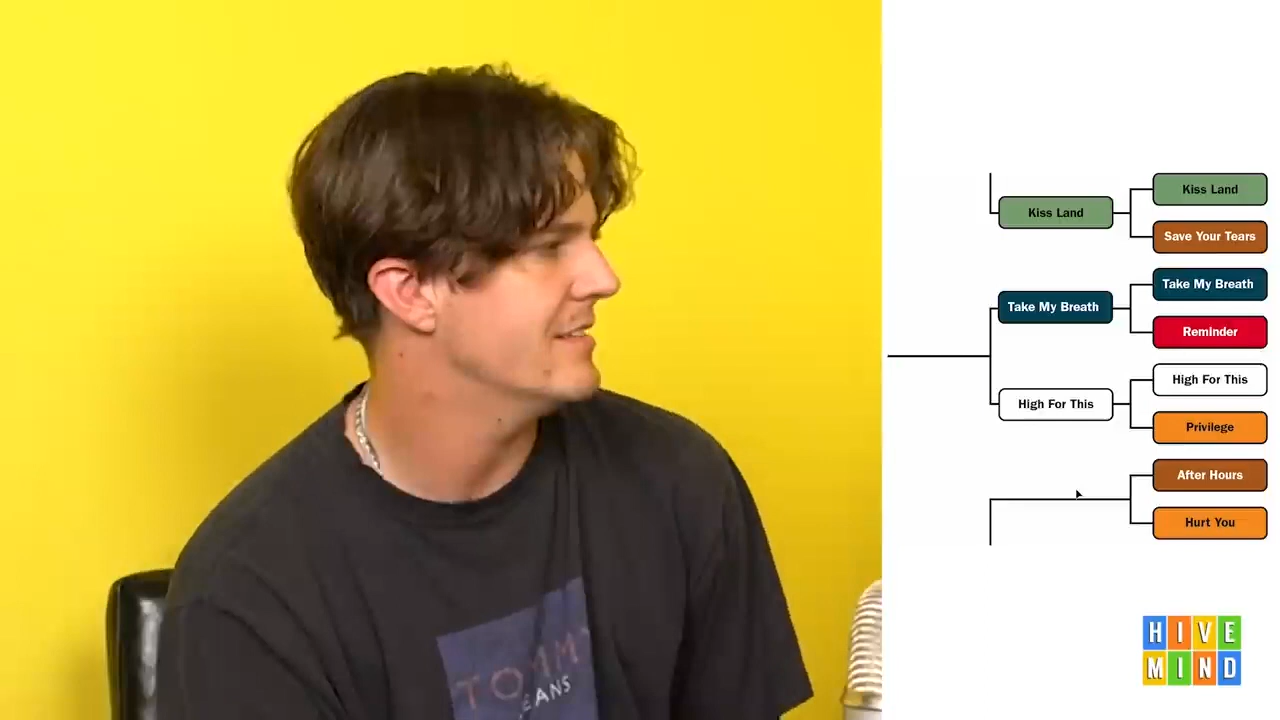 Kiss Land
Kiss Land
Save Your Tears
Take My Breath
Take My Breath
Reminder
High For This
High For This
Privilege
After Hours
Hurt You
TOMMY
JEANS
HIVE
MIND